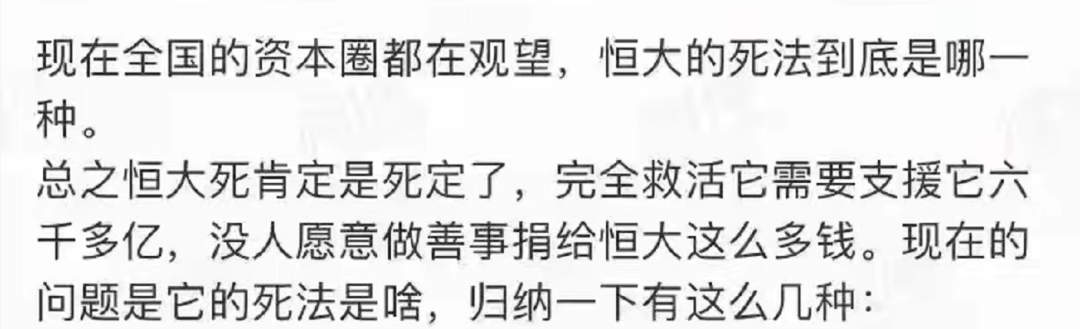 现在全国的资本圈都在观望，恒大的死法到底是哪一
种。
总之恒大死肯定是死定了，完全救活它需要支援它六
千多亿，没人愿意做善事捐给恒大这么多钱。现在的
问题是它的死法是啥，归纳一下有这么几种：